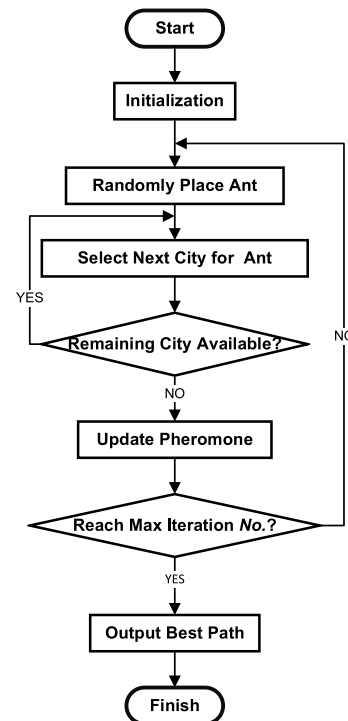 Start
Initialization
Randomly Place Ant
Select Next City for Ant
YES
Remaining City Available?
NO
NO
Update Pheromone
Reach Max Iteration No.?
YES
Output Best Path
Finish